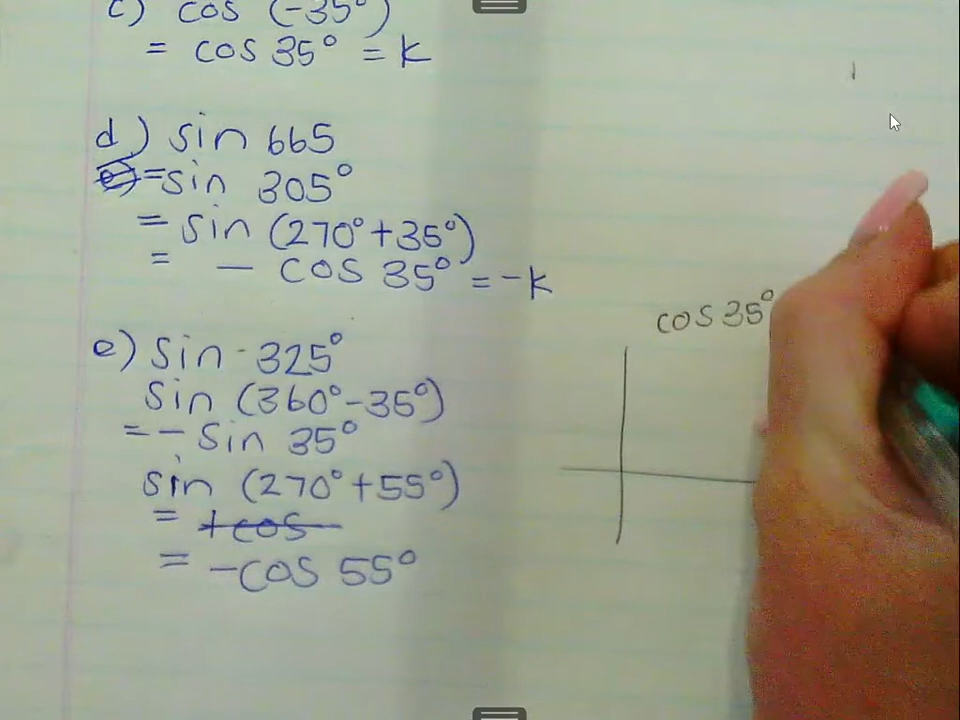 c) cos (-35°)
= cos 35° = k
d) sin 665
= sin 305°
= sin (270° + 35°)
= - cos 35° = -k
e) sin 325°
sin (360° - 35°)
= - sin 35°
sin (270° + 55°)
= + cos
= -cos 55°
cos 35°